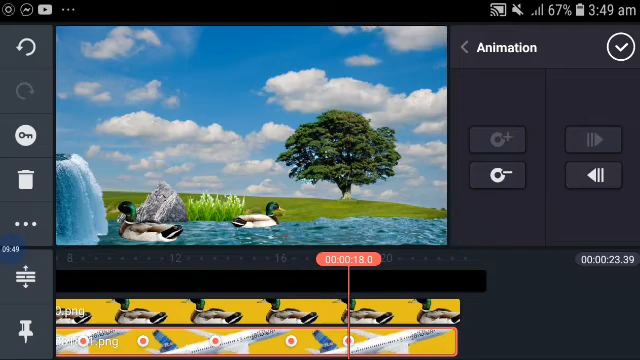 67% 3:49 am
Animation
09:49
8 12 16 20
00:00:18.0
00:00:23.39
0.png
1.png